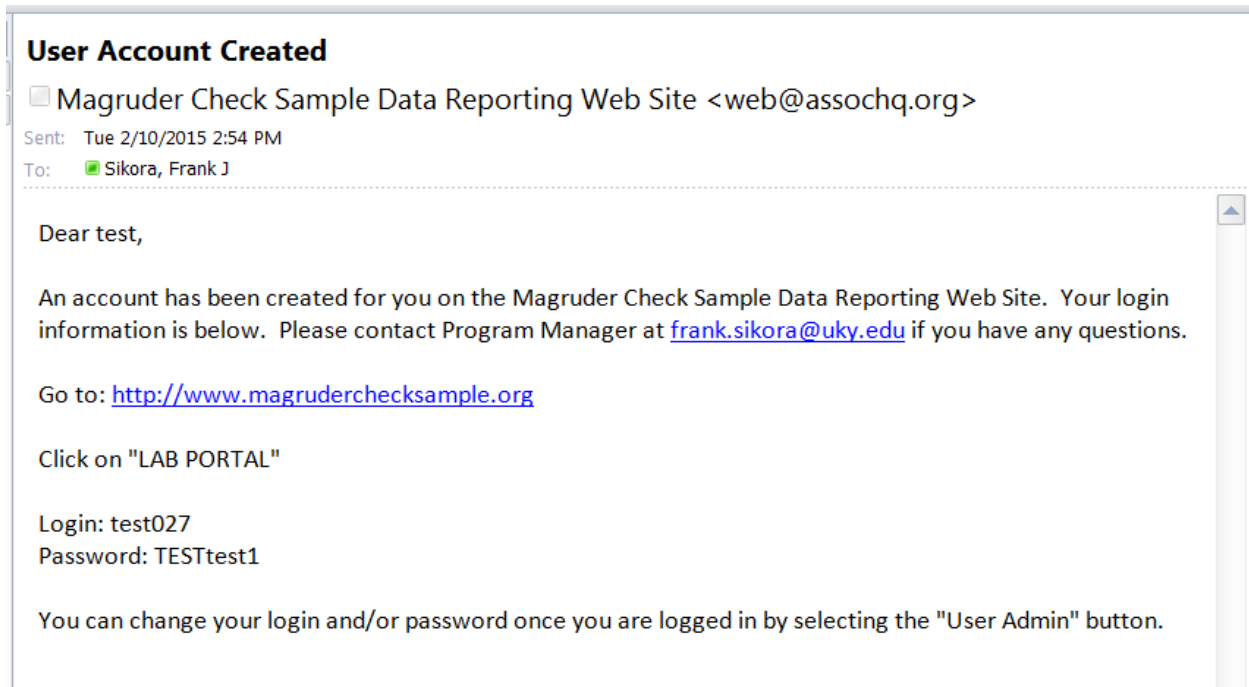 User Account Created
Magruder Check Sample Data Reporting Web Site <web@assochq.org>
Sent: Tue 2/10/2015 2:54 PM
To: Sikora, Frank J
Dear test,
An account has been created for you on the Magruder Check Sample Data Reporting Web Site.  Your login
information is below.  Please contact Program Manager at frank.sikora@uky.edu if you have any questions.
Go to: http://www.magruderchecksample.org
Click on "LAB PORTAL"
Login: test027
Password: TESTtest1
You can change your login and/or password once you are logged in by selecting the "User Admin" button.